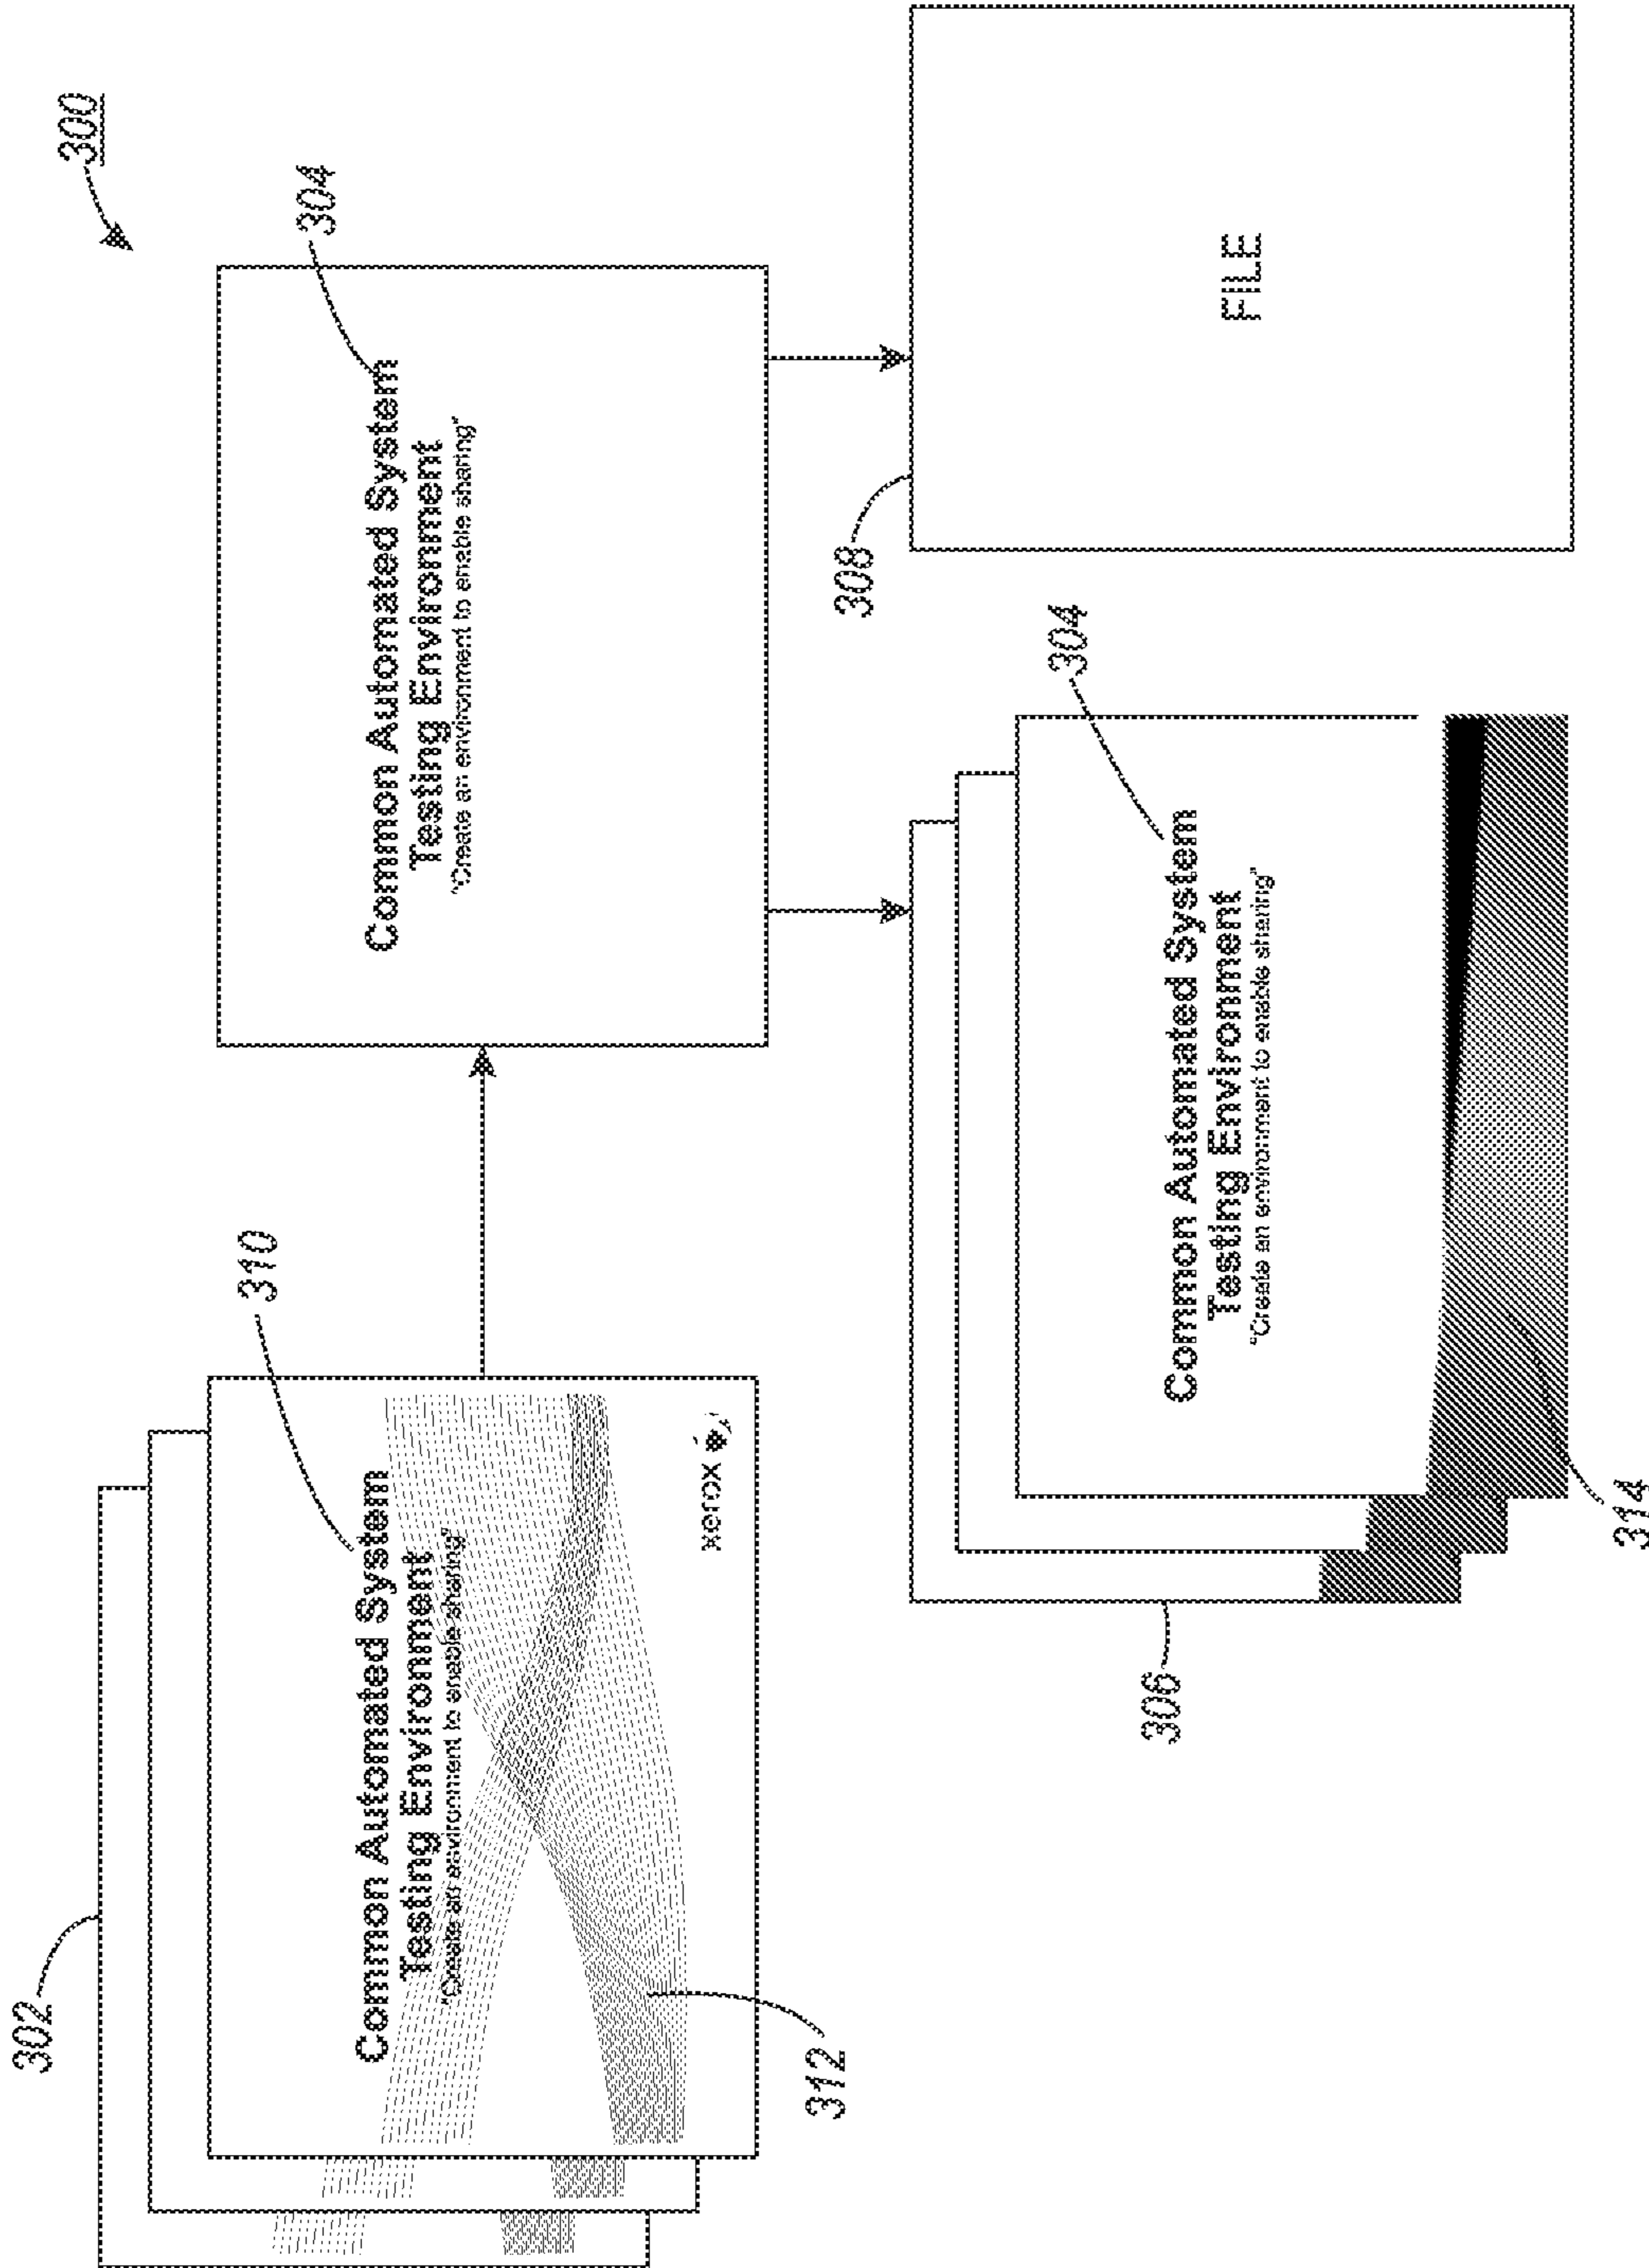 300
302
310
Common Automated System
Testing Environment
"Create an environment to enable sharing"
xerox
312
304
Common Automated System
Testing Environment
"Create an environment to enable sharing"
306
304
Common Automated System
Testing Environment
"Create an environment to enable sharing"
314
308
FILE